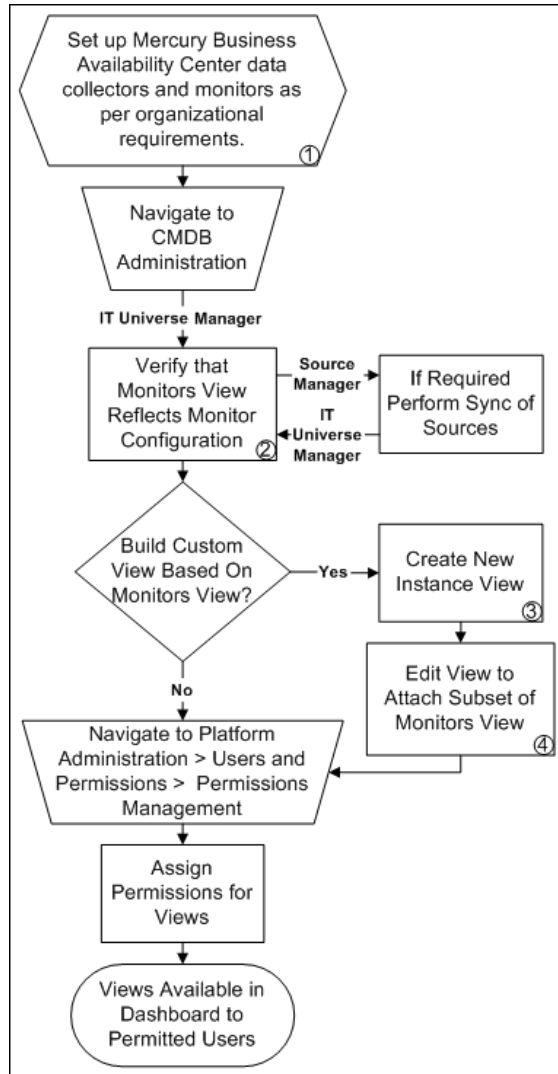 Set up Mercury Business
Availability Center data
collectors and monitors as
per organizational
requirements.
1
Navigate to
CMDB
Administration
IT Universe Manager
Verify that
Monitors View
Reflects Monitor
Configuration
2
Source
Manager
IT
Universe
Manager
If Required
Perform Sync of
Sources
Build Custom
View Based On
Monitors View?
Yes
Create New
Instance View
3
Edit View to
Attach Subset of
Monitors View
4
No
Navigate to Platform
Administration > Users and
Permissions > Permissions
Management
Assign
Permissions for
Views
Views Available in
Dashboard to
Permitted Users